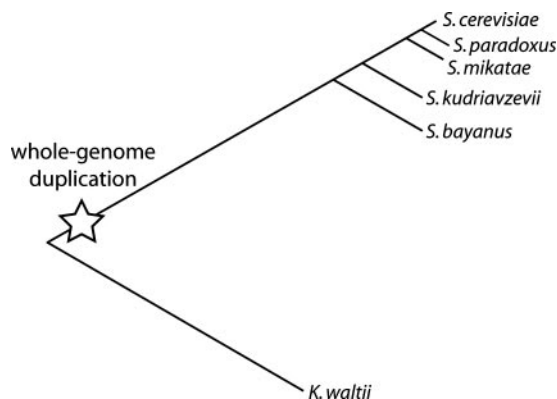 S. cerevisiae
S. paradoxus
S. mikatae
S. kudriavzevii
S. bayanus
whole-genome
duplication
K. waltii